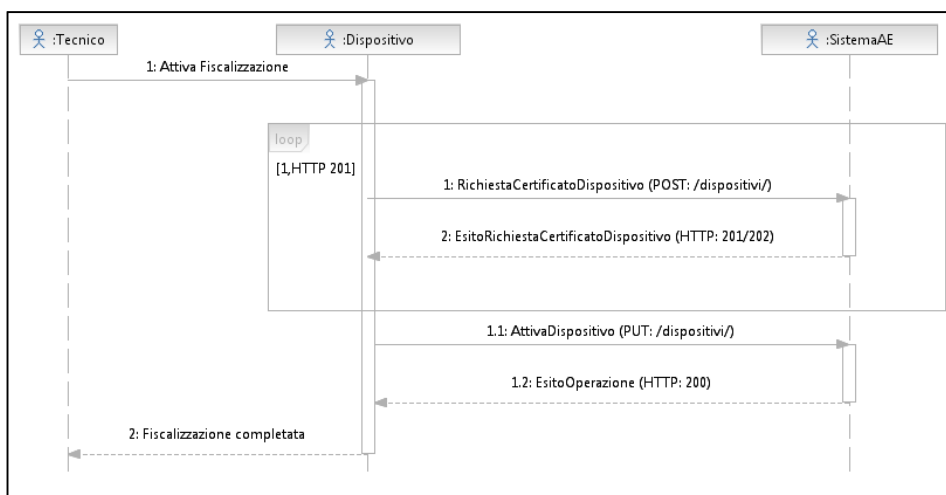 :Tecnico
:Dispositivo
:SistemaAE
1: Attiva Fiscalizzazione
loop
[1,HTTP 201]
1: RichiestaCertificatoDispositivo (POST: /dispositivi/)
2: EsitoRichiestaCertificatoDispositivo (HTTP: 201/202)
1.1: AttivaDispositivo (PUT: /dispositivi/)
1.2: EsitoOperazione (HTTP: 200)
2: Fiscalizzazione completata